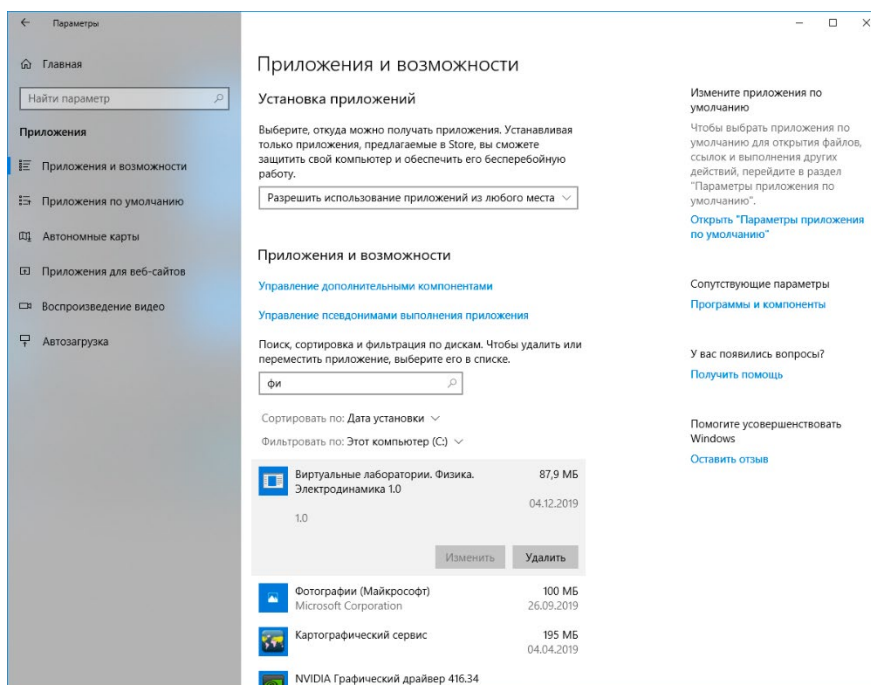 Параметры
Главная
Найти параметр
Приложения
Приложения и возможности
Приложения по умолчанию
Автономные карты
Приложения для веб-сайтов
Воспроизведение видео
Автозагрузка
Приложения и возможности
Установка приложений
Выберите, откуда можно получать приложения. Устанавливая
только приложения, предлагаемые в Store, вы сможете
защитить свой компьютер и обеспечить его бесперебойную
работу.
Разрешить использование приложений из любого места
Приложения и возможности
Управление дополнительными компонентами
Управление псевдонимами выполнения приложения
Поиск, сортировка и фильтрация по дискам. Чтобы удалить или
переместить приложение, выберите его в списке.
фи
Сортировать по: Дата установки
Фильтровать по: Этот компьютер (C:)
Виртуальные лаборатории. Физика. 87,9 МБ
Электродинамика 1.0
04.12.2019
1.0
Изменить Удалить
Фотографии (Майкрософт) 100 МБ
Microsoft Corporation 26.09.2019
Картографический сервис 195 МБ
04.04.2019
NVIDIA Графический драйвер 416.34
Измените приложения по
умолчанию
Чтобы выбрать приложения по
умолчанию для открытия файлов,
ссылок и выполнения других
действий, перейдите в раздел
"Параметры приложения по
умолчанию".
Открыть "Параметры приложения
по умолчанию"
Сопутствующие параметры
Программы и компоненты
У вас появились вопросы?
Получить помощь
Помогите усовершенствовать
Windows
Оставить отзыв